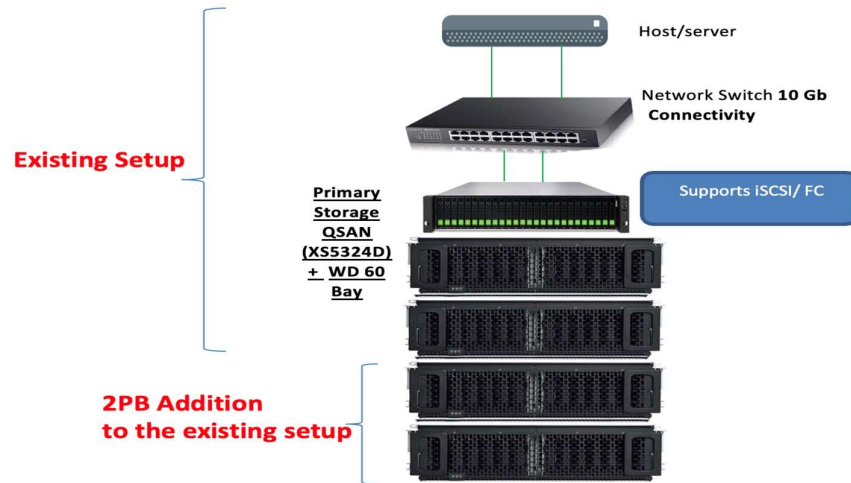 Host/server
Network Switch 10 Gb
Connectivity
Existing Setup
Supports iSCSI/ FC
Primary
Storage
QSAN
(XS5324D)
+ WD 60
Bay
2PB Addition
to the existing setup